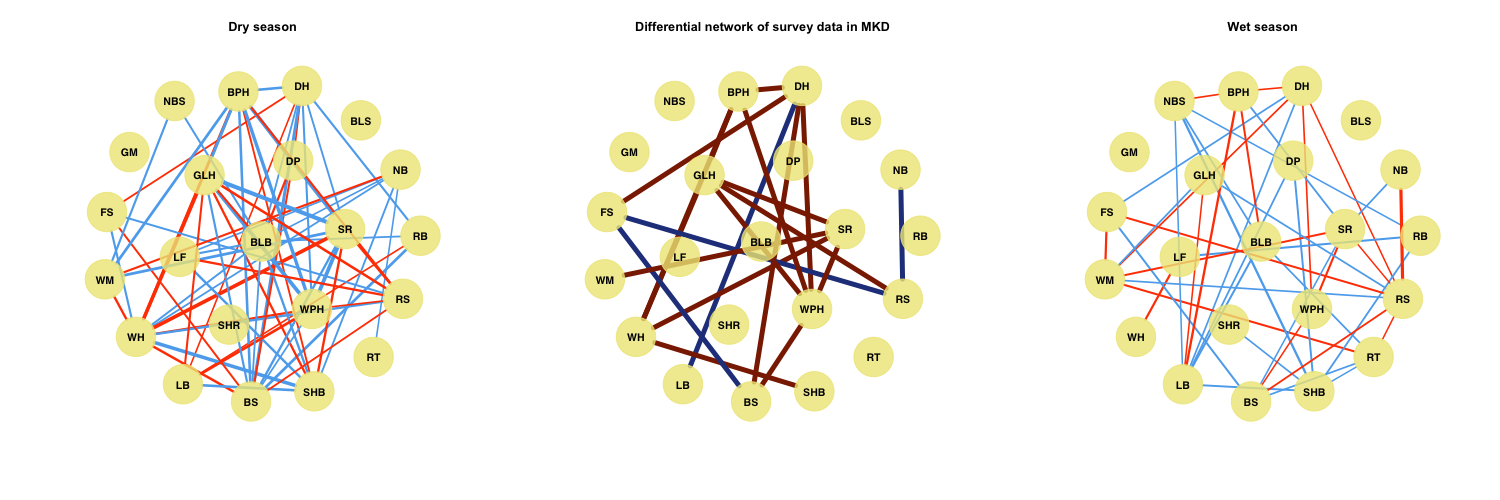 Dry season
DH
BPH
NBS
BLS
GM
DP
NB
GLH
FS
SR
RB
BLB
LF
WM
RS
WPH
SHR
WH
RT
LB
SHB
BS
Differential network of survey data in MKD
DH
BPH
NBS
BLS
GM
DP
NB
GLH
FS
SR
RB
BLB
LF
WM
RS
WPH
SHR
WH
RT
LB
SHB
BS
Wet season
DH
BPH
NBS
BLS
GM
DP
NB
GLH
FS
SR
RB
BLB
LF
WM
RS
WPH
SHR
WH
RT
LB
SHB
BS